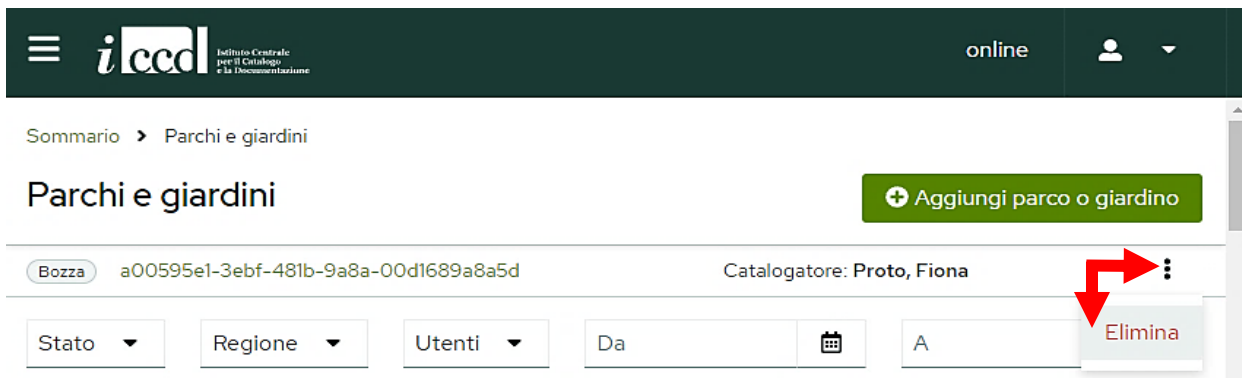 iccd Istituto Centrale
per il Catalogo
e la Documentazione
online
Sommario > Parchi e giardini
Parchi e giardini
Aggiungi parco o giardino
Bozza a00595e1-3ebf-481b-9a8a-00d1689a8a5d Catalogatore: Proto, Fiona
Stato Regione Utenti Da A Elimina